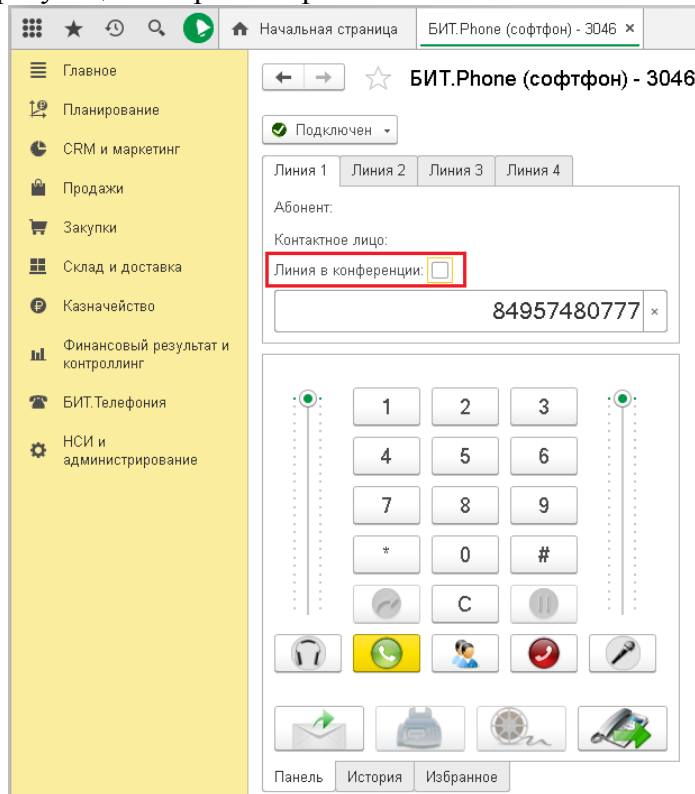 Начальная страница
БИТ.Phone (софтфон) - 3046 ×
Главное
Планирование
CRM и маркетинг
Продажи
Закупки
Склад и доставка
Казначейство
Финансовый результат и
контроллинг
БИТ.Телефония
НСИ и
администрирование
БИТ.Phone (софтфон) - 3046
Подключен
Линия 1 Линия 2 Линия 3 Линия 4
Абонент:
Контактное лицо:
Линия в конференции:
84957480777 ×
1 2 3
4 5 6
7 8 9
* 0 #
C
Панель История Избранное